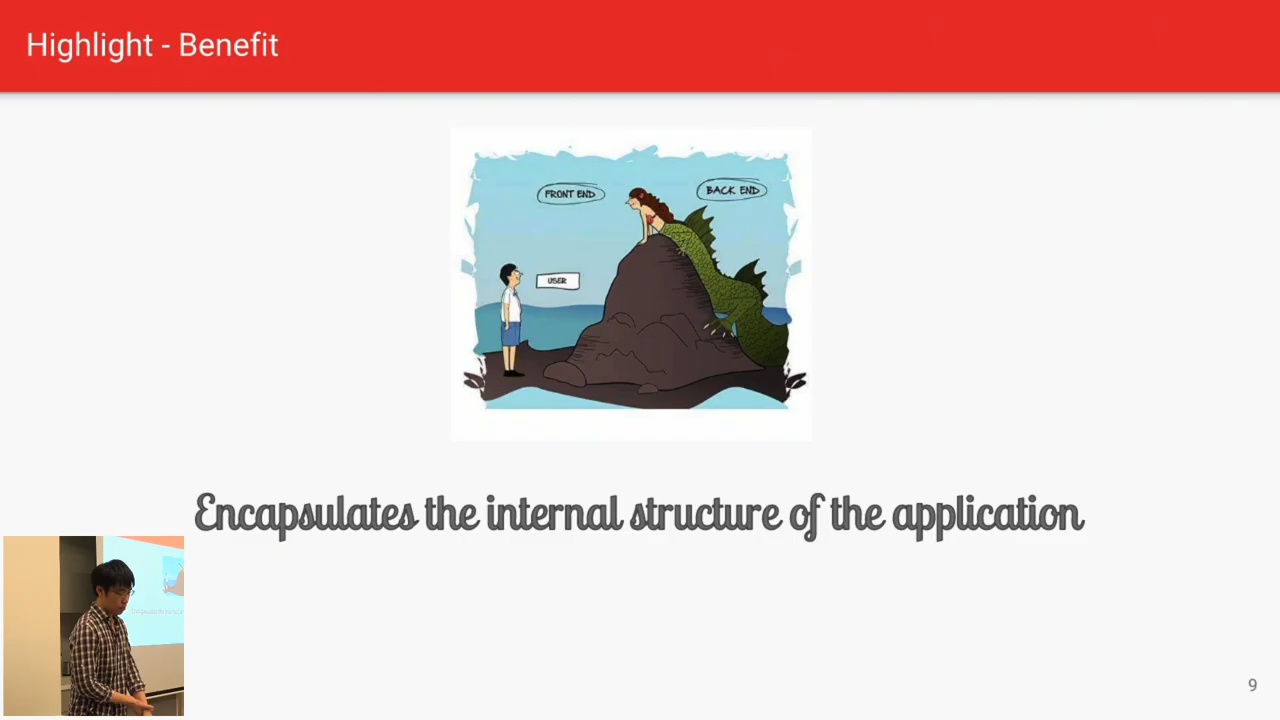 Highlight - Benefit
FRONT END
BACK END
USER
Encapsulates the internal structure of the application
9